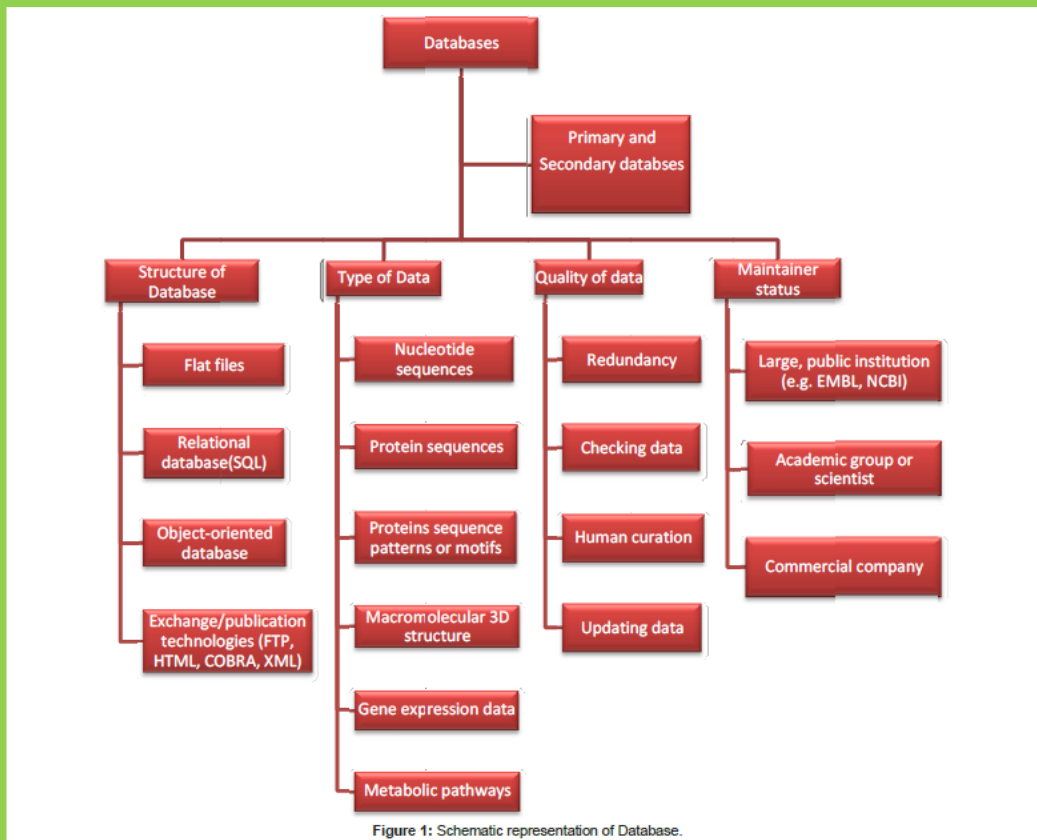 Databases
Primary and
Secondary databses
Structure of
Database
Type of Data
Quality of data
Maintainer
status
Flat files
Relational
database(SQL)
Object-oriented
database
Exchange/publication
technologies (FTP,
HTML, COBRA, XML)
Nucleotide
sequences
Protein sequences
Proteins sequence
patterns or motifs
Macromolecular 3D
structure
Gene expression data
Metabolic pathways
Redundancy
Checking data
Human curation
Updating data
Large, public institution
(e.g. EMBL, NCBI)
Academic group or
scientist
Commercial company
Figure 1: Schematic representation of Database.